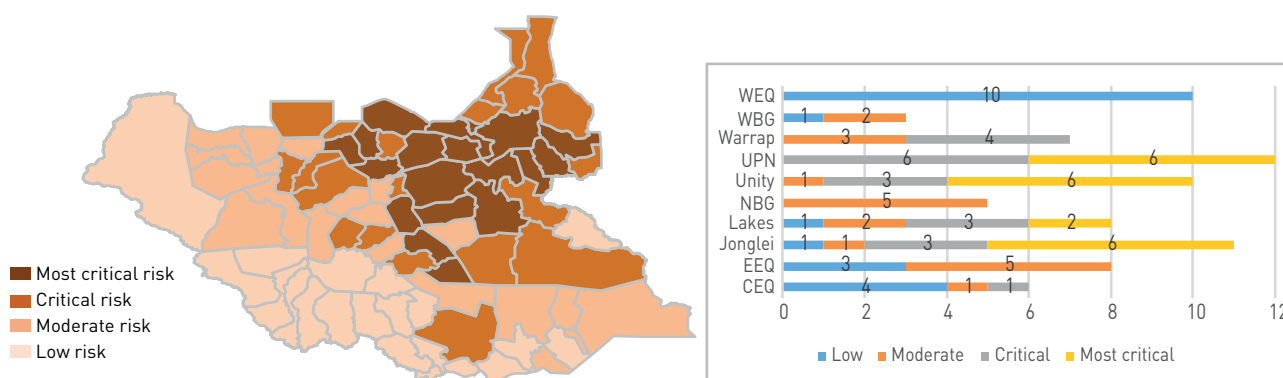 Most critical risk
Critical risk
Moderate risk
Low risk
WEQ 10
WBG 1 2
Warrap 3 4
UPN 6 6
Unity 1 3 6
NBG 5
Lakes 1 2 3 2
Jonglei 1 1 3 6
EEQ 3 5
CEQ 4 1 1
0 2 4 6 8 10 12
Low Moderate Critical Most critical